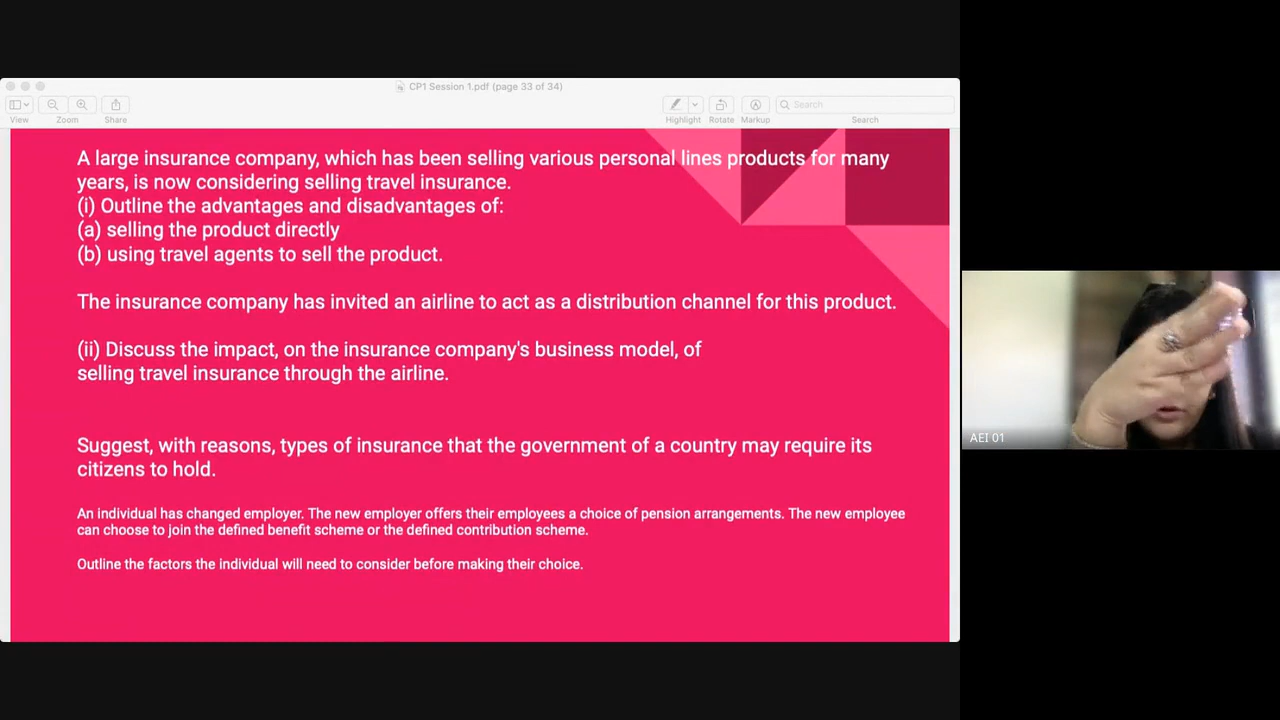 CP1 Session 1.pdf (page 33 of 34)
View Zoom Share Highlight Rotate Markup Search
Search
A large insurance company, which has been selling various personal lines products for many
years, is now considering selling travel insurance.
(i) Outline the advantages and disadvantages of:
(a) selling the product directly
(b) using travel agents to sell the product.
The insurance company has invited an airline to act as a distribution channel for this product.
(ii) Discuss the impact, on the insurance company's business model, of
selling travel insurance through the airline.
Suggest, with reasons, types of insurance that the government of a country may require its
citizens to hold.
An individual has changed employer. The new employer offers their employees a choice of pension arrangements. The new employee
can choose to join the defined benefit scheme or the defined contribution scheme.
Outline the factors the individual will need to consider before making their choice.
AEI 01